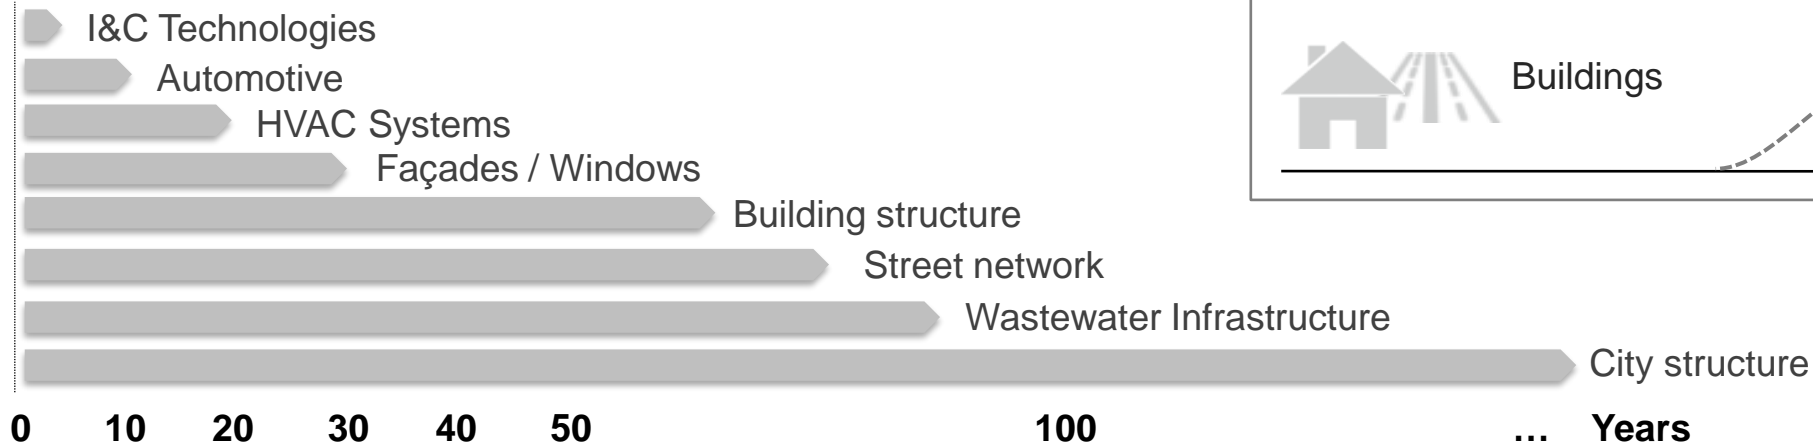 I&C Technologies
Automotive
HVAC Systems
Façades / Windows
Building structure
Street network
Wastewater Infrastructure
City structure
0 10 20 30 40 50 100 … Years
Buildings